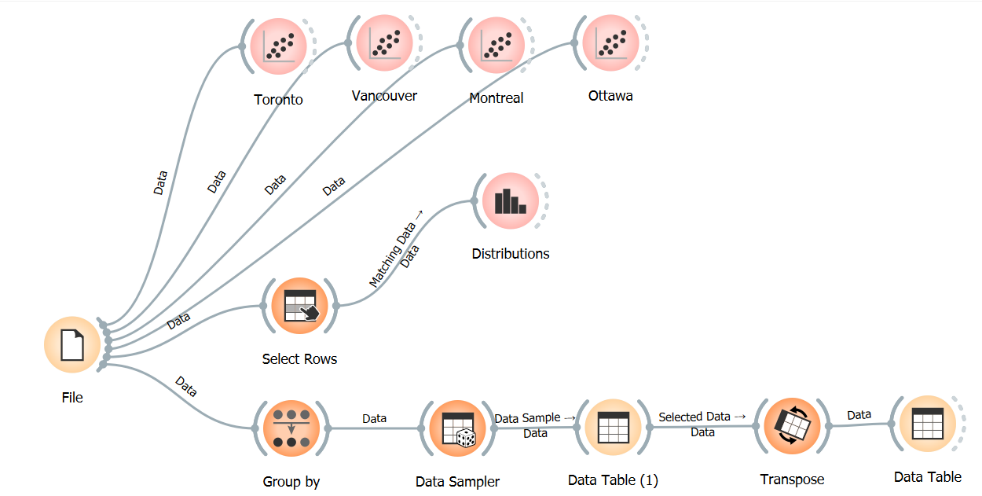 Toronto
Vancouver
Montreal
Ottawa
Data
Data
Data
Data
Matching Data →
Data
Distributions
Data
Select Rows
File
Data
Data
Data Sample →
Data
Selected Data →
Data
Data
Group by
Data Sampler
Data Table (1)
Transpose
Data Table